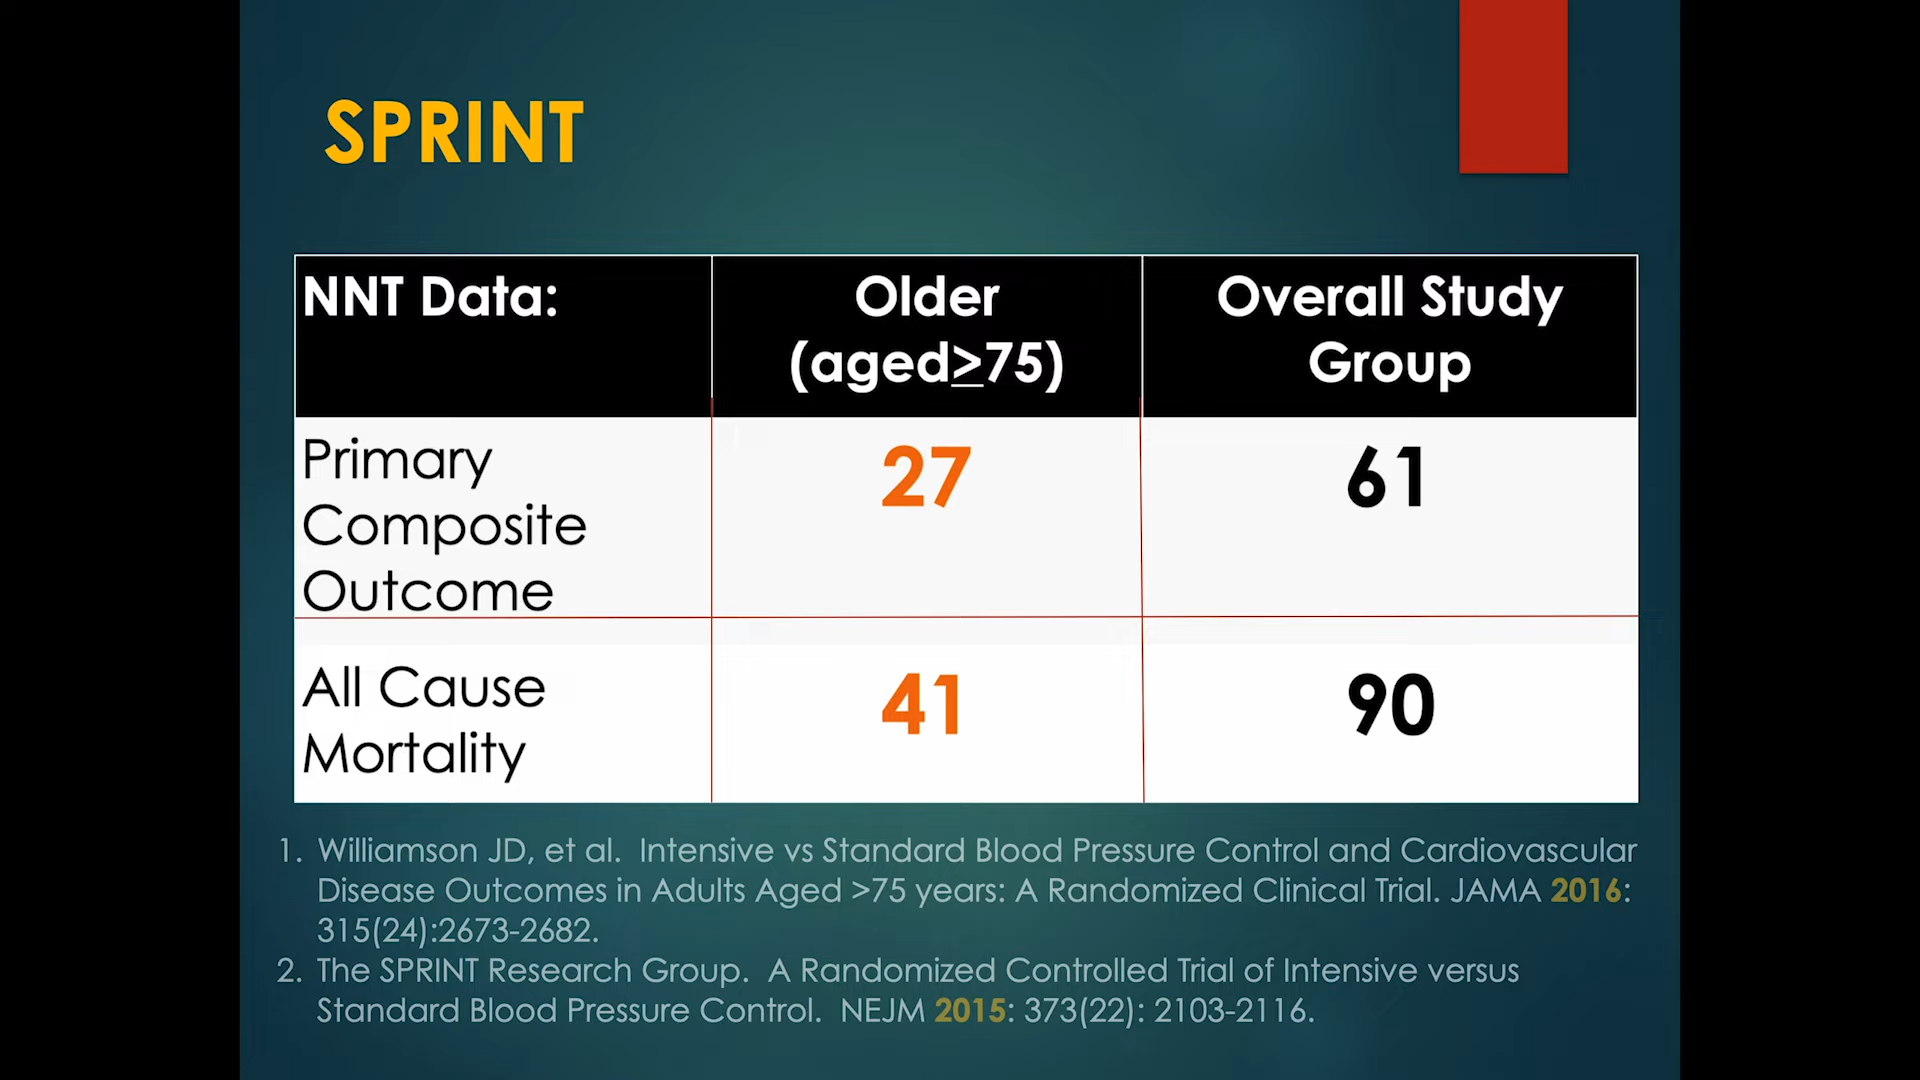 SPRINT
NNT Data:
Older
(aged≥75)
Overall Study
Group
Primary
Composite
Outcome
27
61
All Cause
Mortality
41
90
1. Williamson JD, et al.  Intensive vs Standard Blood Pressure Control and Cardiovascular
Disease Outcomes in Adults Aged >75 years: A Randomized Clinical Trial. JAMA 2016:
315(24):2673-2682.
2. The SPRINT Research Group.  A Randomized Controlled Trial of Intensive versus
Standard Blood Pressure Control.  NEJM 2015: 373(22): 2103-2116.